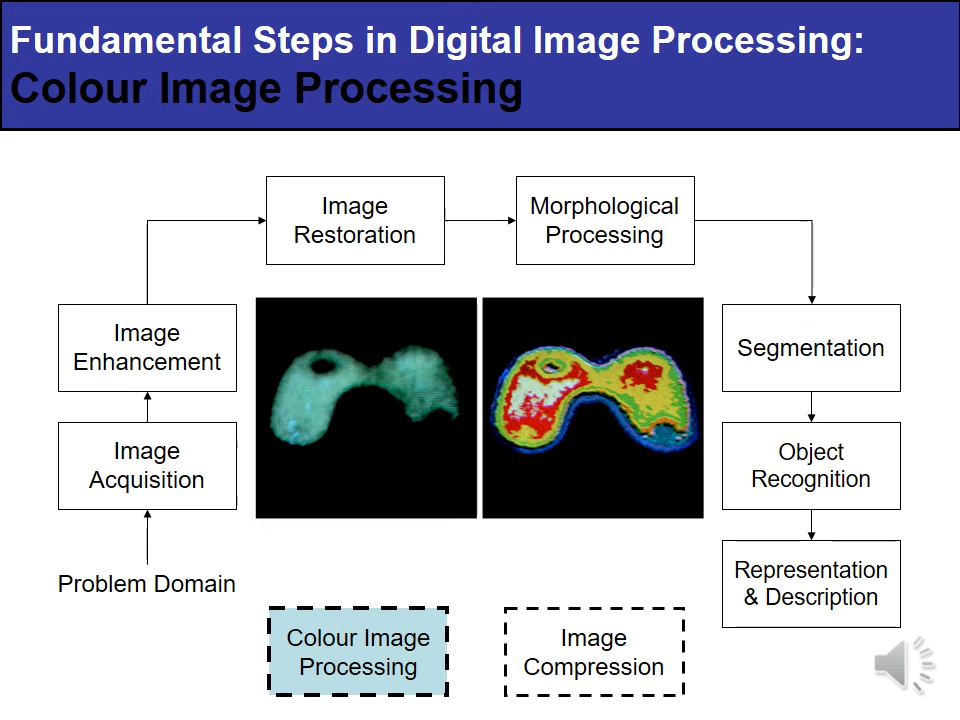 Fundamental Steps in Digital Image Processing:
Colour Image Processing
Image
Restoration
Morphological
Processing
Image
Enhancement
Segmentation
Image
Acquisition
Object
Recognition
Problem Domain
Representation
& Description
Colour Image
Processing
Image
Compression